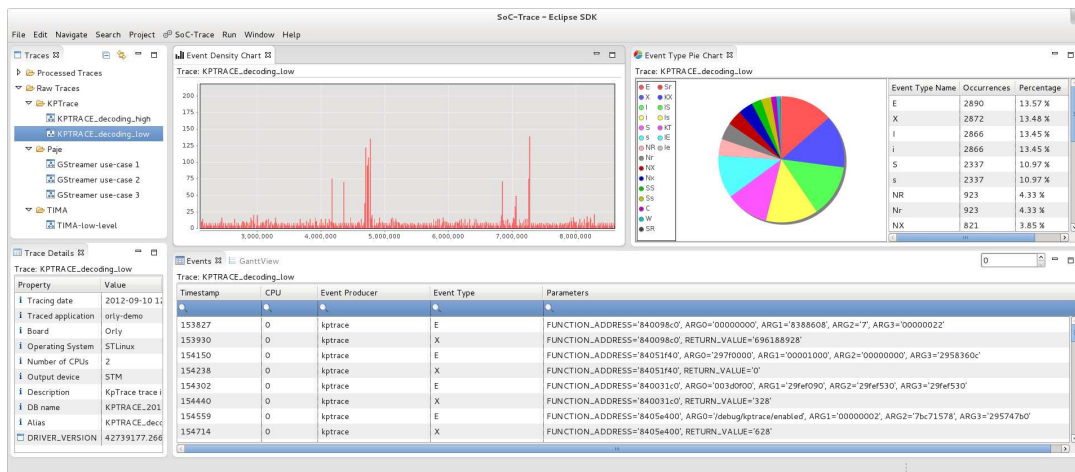 SoC-Trace - Eclipse SDK
File Edit Navigate Search Project SoC-Trace Run Window Help
Traces
Processed Traces
Raw Traces
KPTrace
KPTRACE_decoding_high
KPTRACE_decoding_low
Paje
GStreamer use-case 1
GStreamer use-case 2
GStreamer use-case 3
TIMA
TIMA-low-level
Event Density Chart
Trace: KPTRACE_decoding_low
200
175
150
125
100
75
50
25
0
3,000,000 4,000,000 5,000,000 6,000,000 7,000,000 8,000,000
Event Type Pie Chart
Trace: KPTRACE_decoding_low
E Sr
X KX
I IS
i Is
S KT
s IE
NR Ie
Nr
NX
Nx
SS
Ss
C
W
SR
Event Type Name Occurrences Percentage
E 2890 13.57 %
X 2872 13.48 %
I 2866 13.45 %
i 2866 13.45 %
S 2337 10.97 %
s 2337 10.97 %
NR 923 4.33 %
Nr 923 4.33 %
NX 821 3.85 %
Trace Details
Trace: KPTRACE_decoding_low
Property Value
Tracing date 2012-09-10 12
Traced application orly-demo
Board Orly
Operating System STLinux
Number of CPUs 2
Output device STM
Description KpTrace trace i
DB name KPTRACE_201
Alias KPTRACE_deco
DRIVER_VERSION 42739177.266
Events GanttView
0
Trace: KPTRACE_decoding_low
Timestamp CPU Event Producer Event Type Parameters
153827 0 kptrace E FUNCTION_ADDRESS='840098c0', ARG0='00000000', ARG1='8388608', ARG2='7', ARG3='00000022'
153930 0 kptrace X FUNCTION_ADDRESS='840098c0', RETURN_VALUE='696188928'
154150 0 kptrace E FUNCTION_ADDRESS='84051f40', ARG0='297f0000', ARG1='00001000', ARG2='00000000', ARG3='2958360c'
154238 0 kptrace X FUNCTION_ADDRESS='84051f40', RETURN_VALUE='0'
154302 0 kptrace E FUNCTION_ADDRESS='840031c0', ARG0='003d0f00', ARG1='29fef090', ARG2='29fef530', ARG3='29fef530'
154440 0 kptrace X FUNCTION_ADDRESS='840031c0', RETURN_VALUE='328'
154559 0 kptrace E FUNCTION_ADDRESS='8405e400', ARG0='/debug/kptrace/enabled', ARG1='00000002', ARG2='7bc71578', ARG3='295747b0'
154714 0 kptrace X FUNCTION_ADDRESS='8405e400', RETURN_VALUE='628'